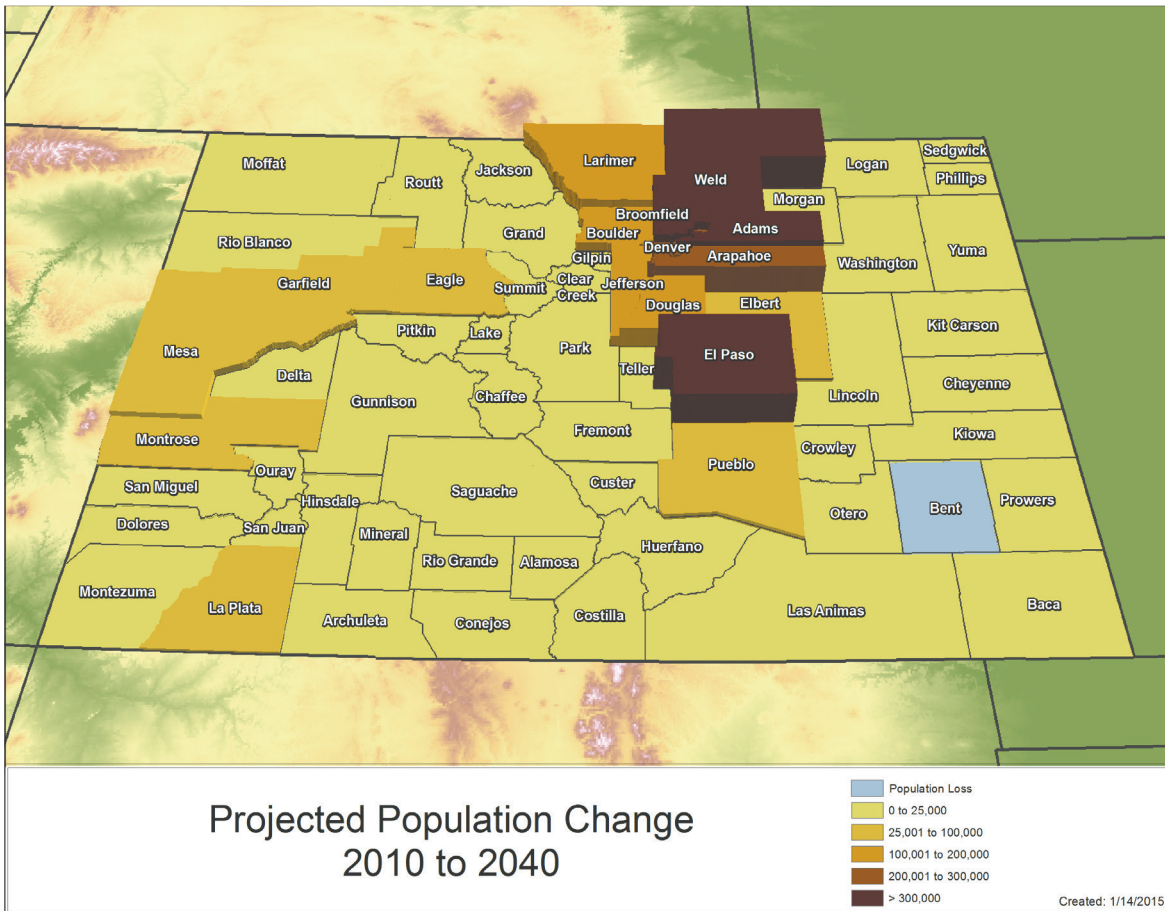 Moffat
Routt
Jackson
Larimer
Weld
Logan
Sedgwick
Phillips
Morgan
Rio Blanco
Grand
Broomfield
Boulder
Adams
Denver
Gilpin
Arapahoe
Washington
Yuma
Garfield
Eagle
Summit
Clear
Creek
Jefferson
Douglas
Elbert
Kit Carson
Mesa
Pitkin
Lake
Park
El Paso
Teller
Delta
Gunnison
Chaffee
Lincoln
Cheyenne
Montrose
Fremont
Kiowa
Ouray
Pueblo
Crowley
San Miguel
Hinsdale
Saguache
Custer
Otero
Bent
Prowers
Dolores
San Juan
Mineral
Huerfano
Rio Grande
Alamosa
Montezuma
La Plata
Archuleta
Conejos
Costilla
Las Animas
Baca
Projected Population Change
2010 to 2040
Population Loss
0 to 25,000
25,001 to 100,000
100,001 to 200,000
200,001 to 300,000
> 300,000
Created: 1/14/2015